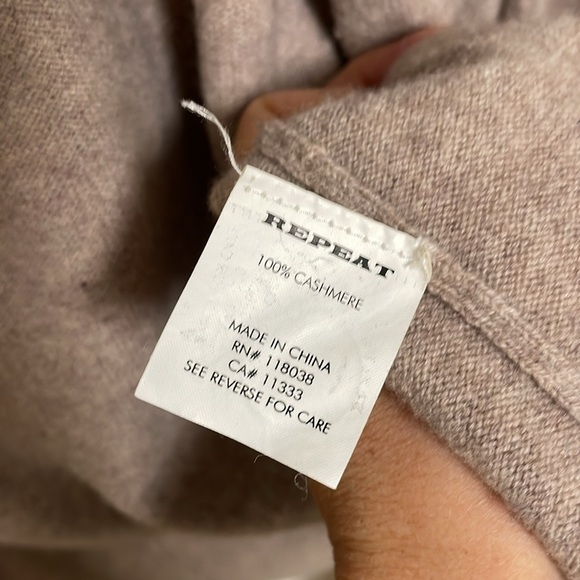 REPEAT
100% CASHMERE
MADE IN CHINA
RN# 118038
CA# 11333
SEE REVERSE FOR CARE